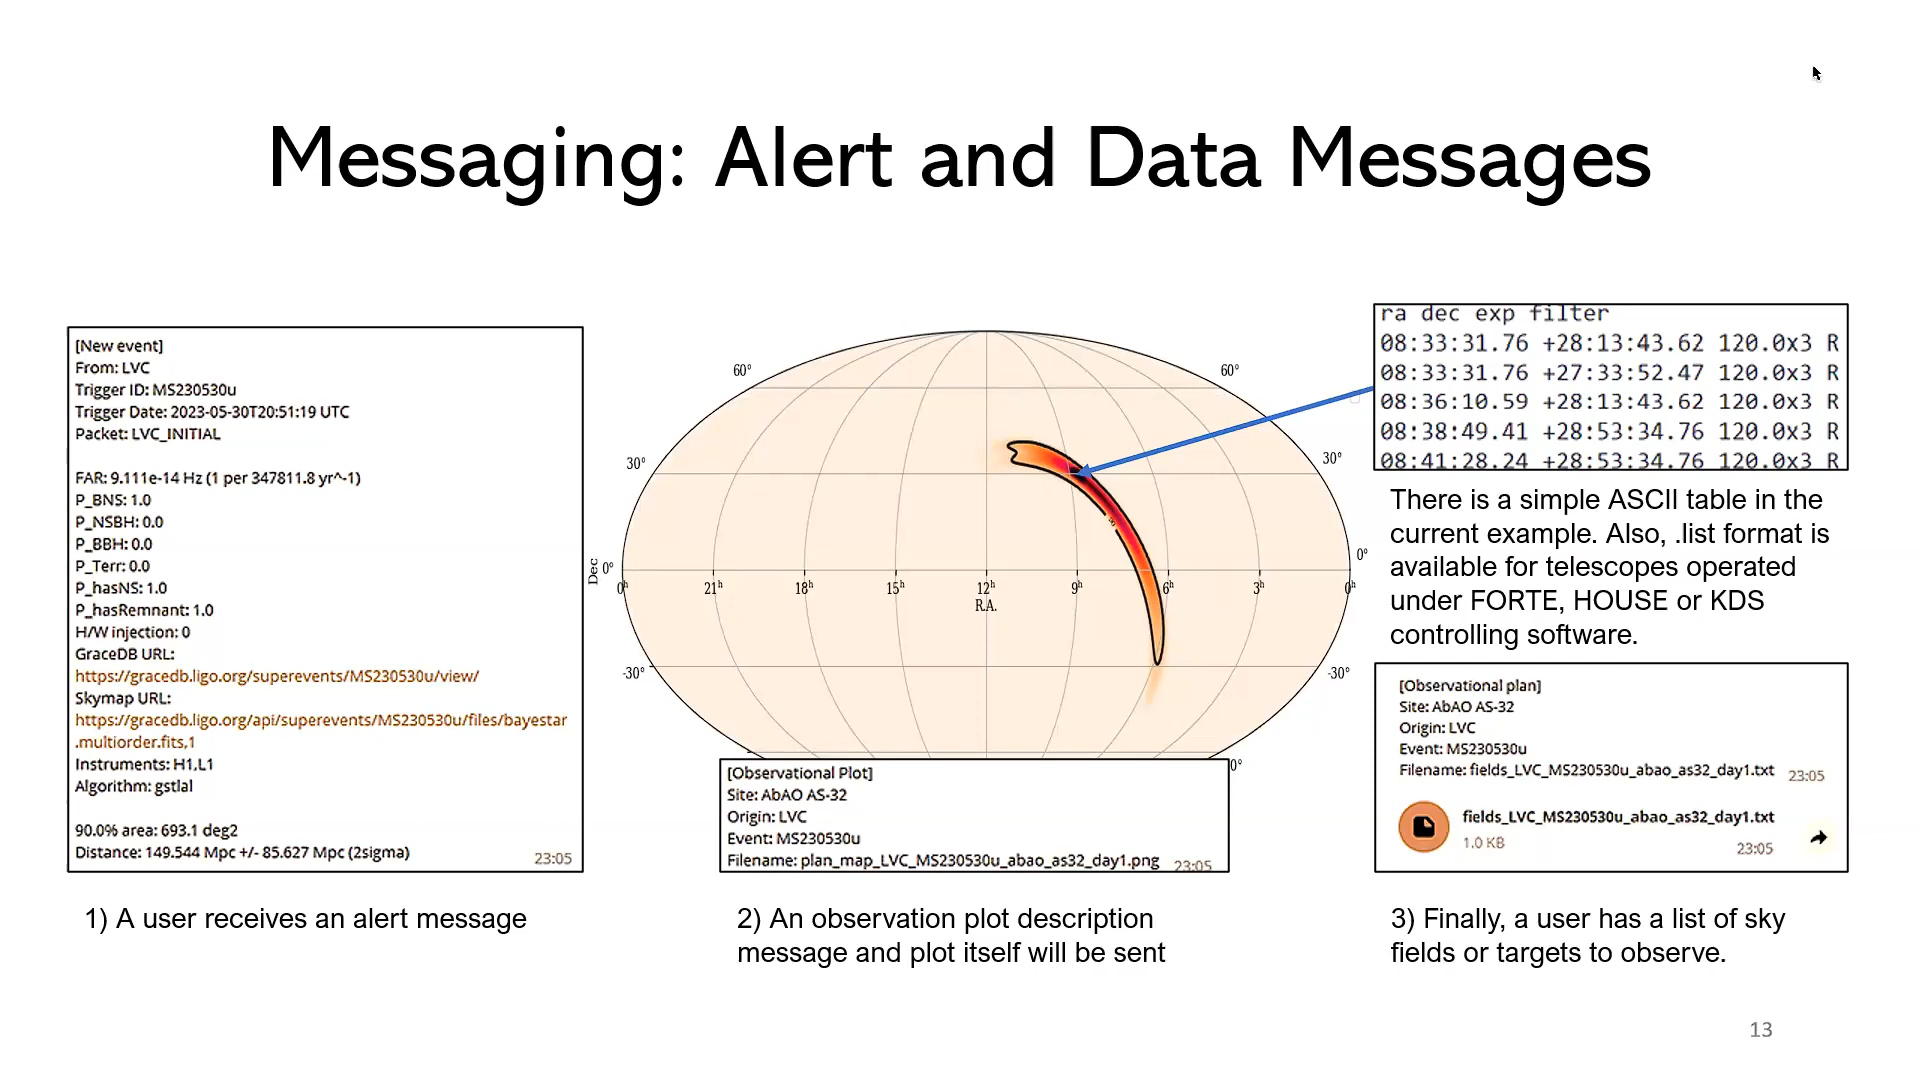 Messaging: Alert and Data Messages
[New event]
From: LVC
Trigger ID: MS230530u
Trigger Date: 2023-05-30T20:51:19 UTC
Packet: LVC_INITIAL
FAR: 9.111e-14 Hz (1 per 347811.8 yr^-1)
P_BNS: 1.0
P_NSBH: 0.0
P_BBH: 0.0
P_Terr: 0.0
P_hasNS: 1.0
P_hasRemnant: 1.0
H/W injection: 0
GraceDB URL:
https://gracedb.ligo.org/superevents/MS230530u/view/
Skymap URL:
https://gracedb.ligo.org/api/superevents/MS230530u/files/bayestar
.multiorder.fits,1
Instruments: H1,L1
Algorithm: gstlal
90.0% area: 693.1 deg2
Distance: 149.544 Mpc +/- 85.627 Mpc (2sigma)
23:05
1) A user receives an alert message
60° 60°
30° 30°
Dec 0° 0°
0h 21h 18h 15h 12h 9h 6h 3h 0h
R.A.
-30° -30°
0°
[Observational Plot]
Site: AbAO AS-32
Origin: LVC
Event: MS230530u
Filename: plan_map_LVC_MS230530u_abao_as32_day1.png 23:05
2) An observation plot description
message and plot itself will be sent
ra dec exp filter
08:33:31.76 +28:13:43.62 120.0x3 R
08:33:31.76 +27:33:52.47 120.0x3 R
08:36:10.59 +28:13:43.62 120.0x3 R
08:38:49.41 +28:53:34.76 120.0x3 R
08:41:28.24 +28:53:34.76 120.0x3 R
There is a simple ASCII table in the
current example. Also, .list format is
available for telescopes operated
under FORTE, HOUSE or KDS
controlling software.
[Observational plan]
Site: AbAO AS-32
Origin: LVC
Event: MS230530u
Filename: fields_LVC_MS230530u_abao_as32_day1.txt 23:05
fields_LVC_MS230530u_abao_as32_day1.txt
1.0 KB
23:05
3) Finally, a user has a list of sky
fields or targets to observe.
13